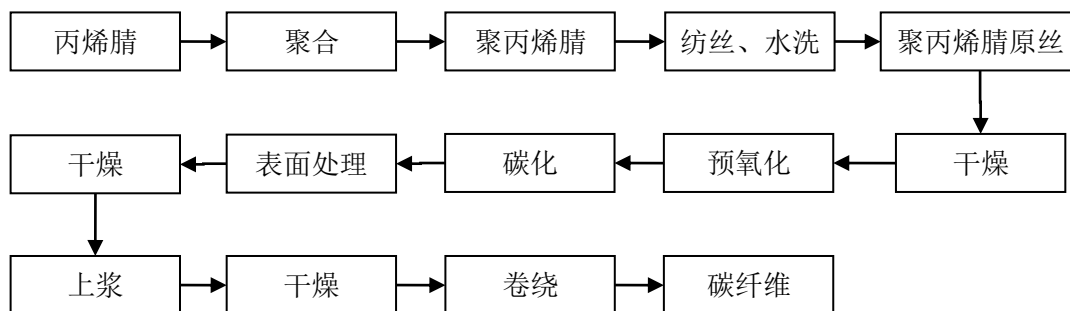 丙烯腈 聚合 聚丙烯腈 纺丝、水洗 聚丙烯腈原丝
干燥 表面处理 碳化 预氧化 干燥
上浆 干燥 卷绕 碳纤维